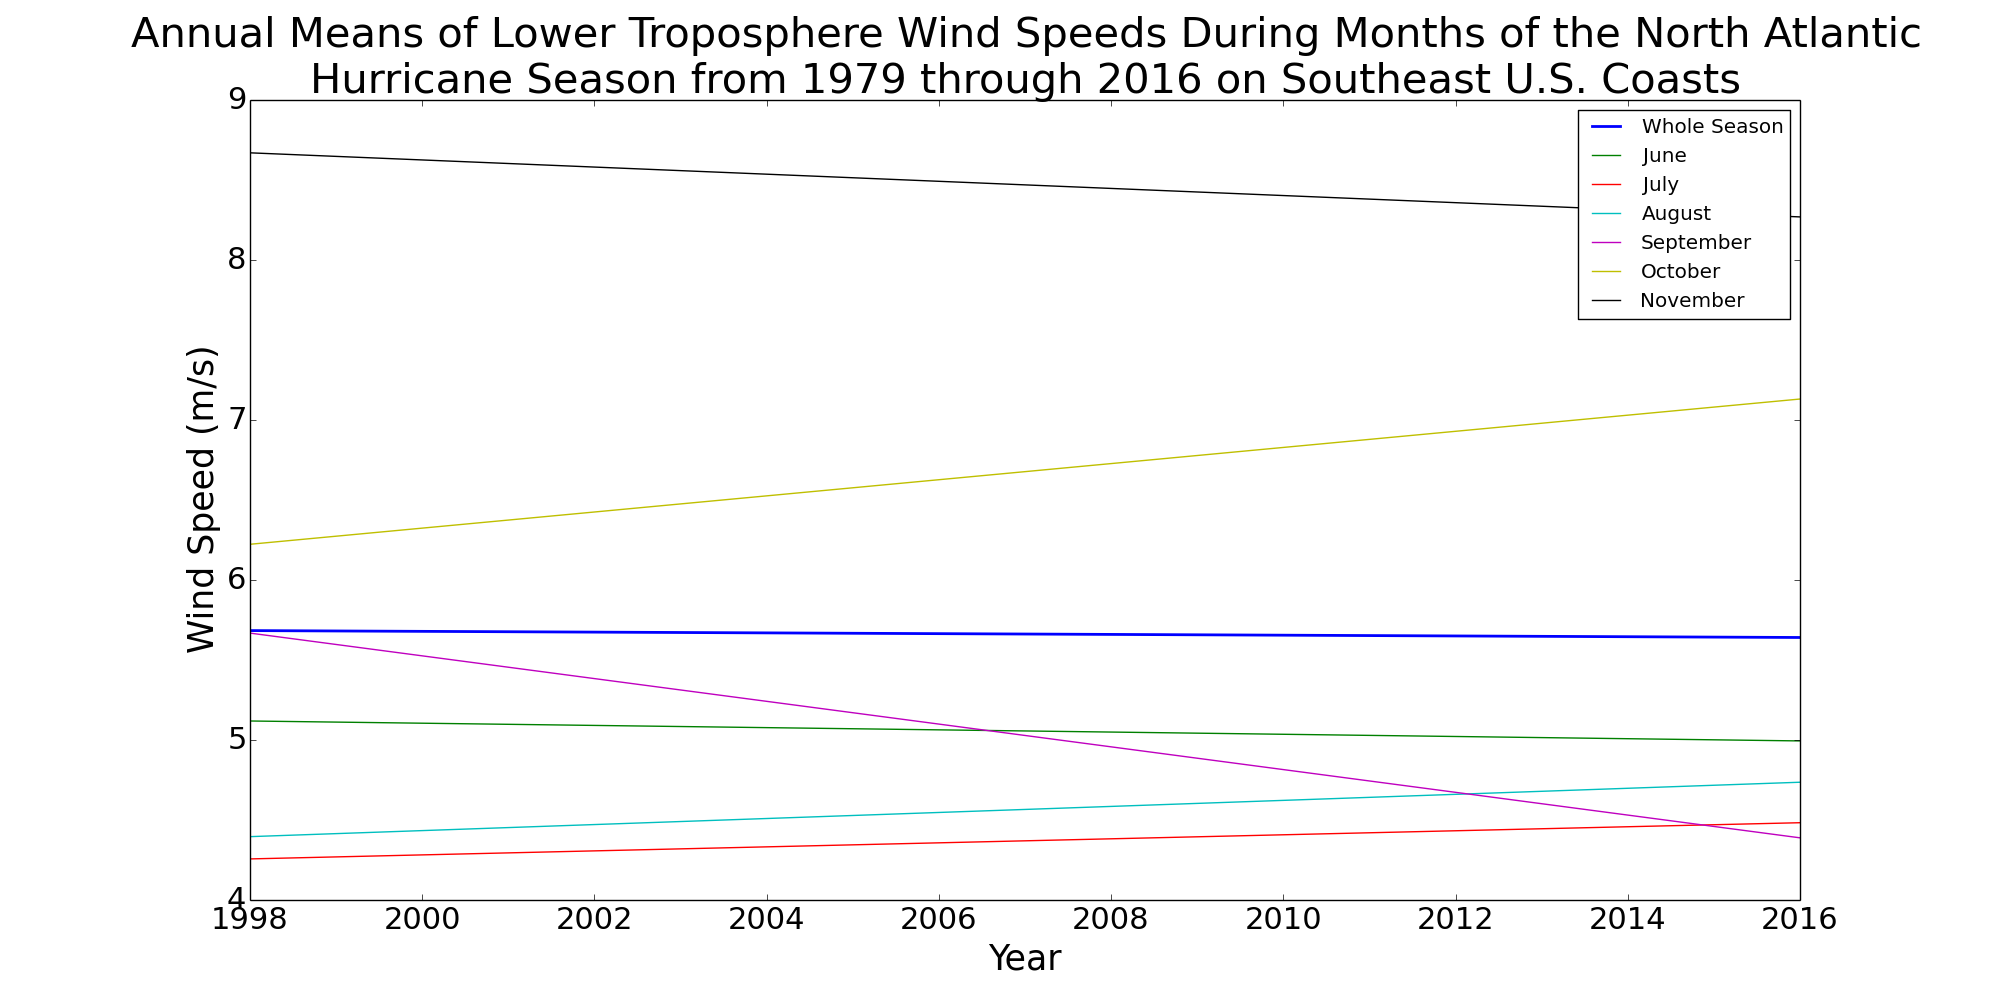 Annual Means of Lower Troposphere Wind Speeds During Months of the North Atlantic
Hurricane Season from 1979 through 2016 on Southeast U.S. Coasts
9
8
7
6
5
4
Wind Speed (m/s)
Whole Season
June
July
August
September
October
November
1998 2000 2002 2004 2006 2008 2010 2012 2014 2016
Year